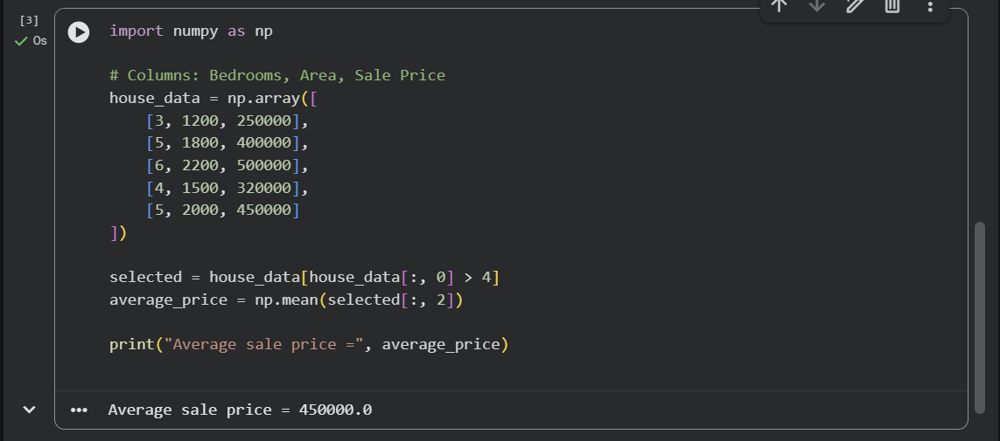 [3]
0s
import numpy as np
# Columns: Bedrooms, Area, Sale Price
house_data = np.array([
    [3, 1200, 250000],
    [5, 1800, 400000],
    [6, 2200, 500000],
    [4, 1500, 320000],
    [5, 2000, 450000]
])
selected = house_data[house_data[:, 0] > 4]
average_price = np.mean(selected[:, 2])
print("Average sale price =", average_price)
Average sale price = 450000.0